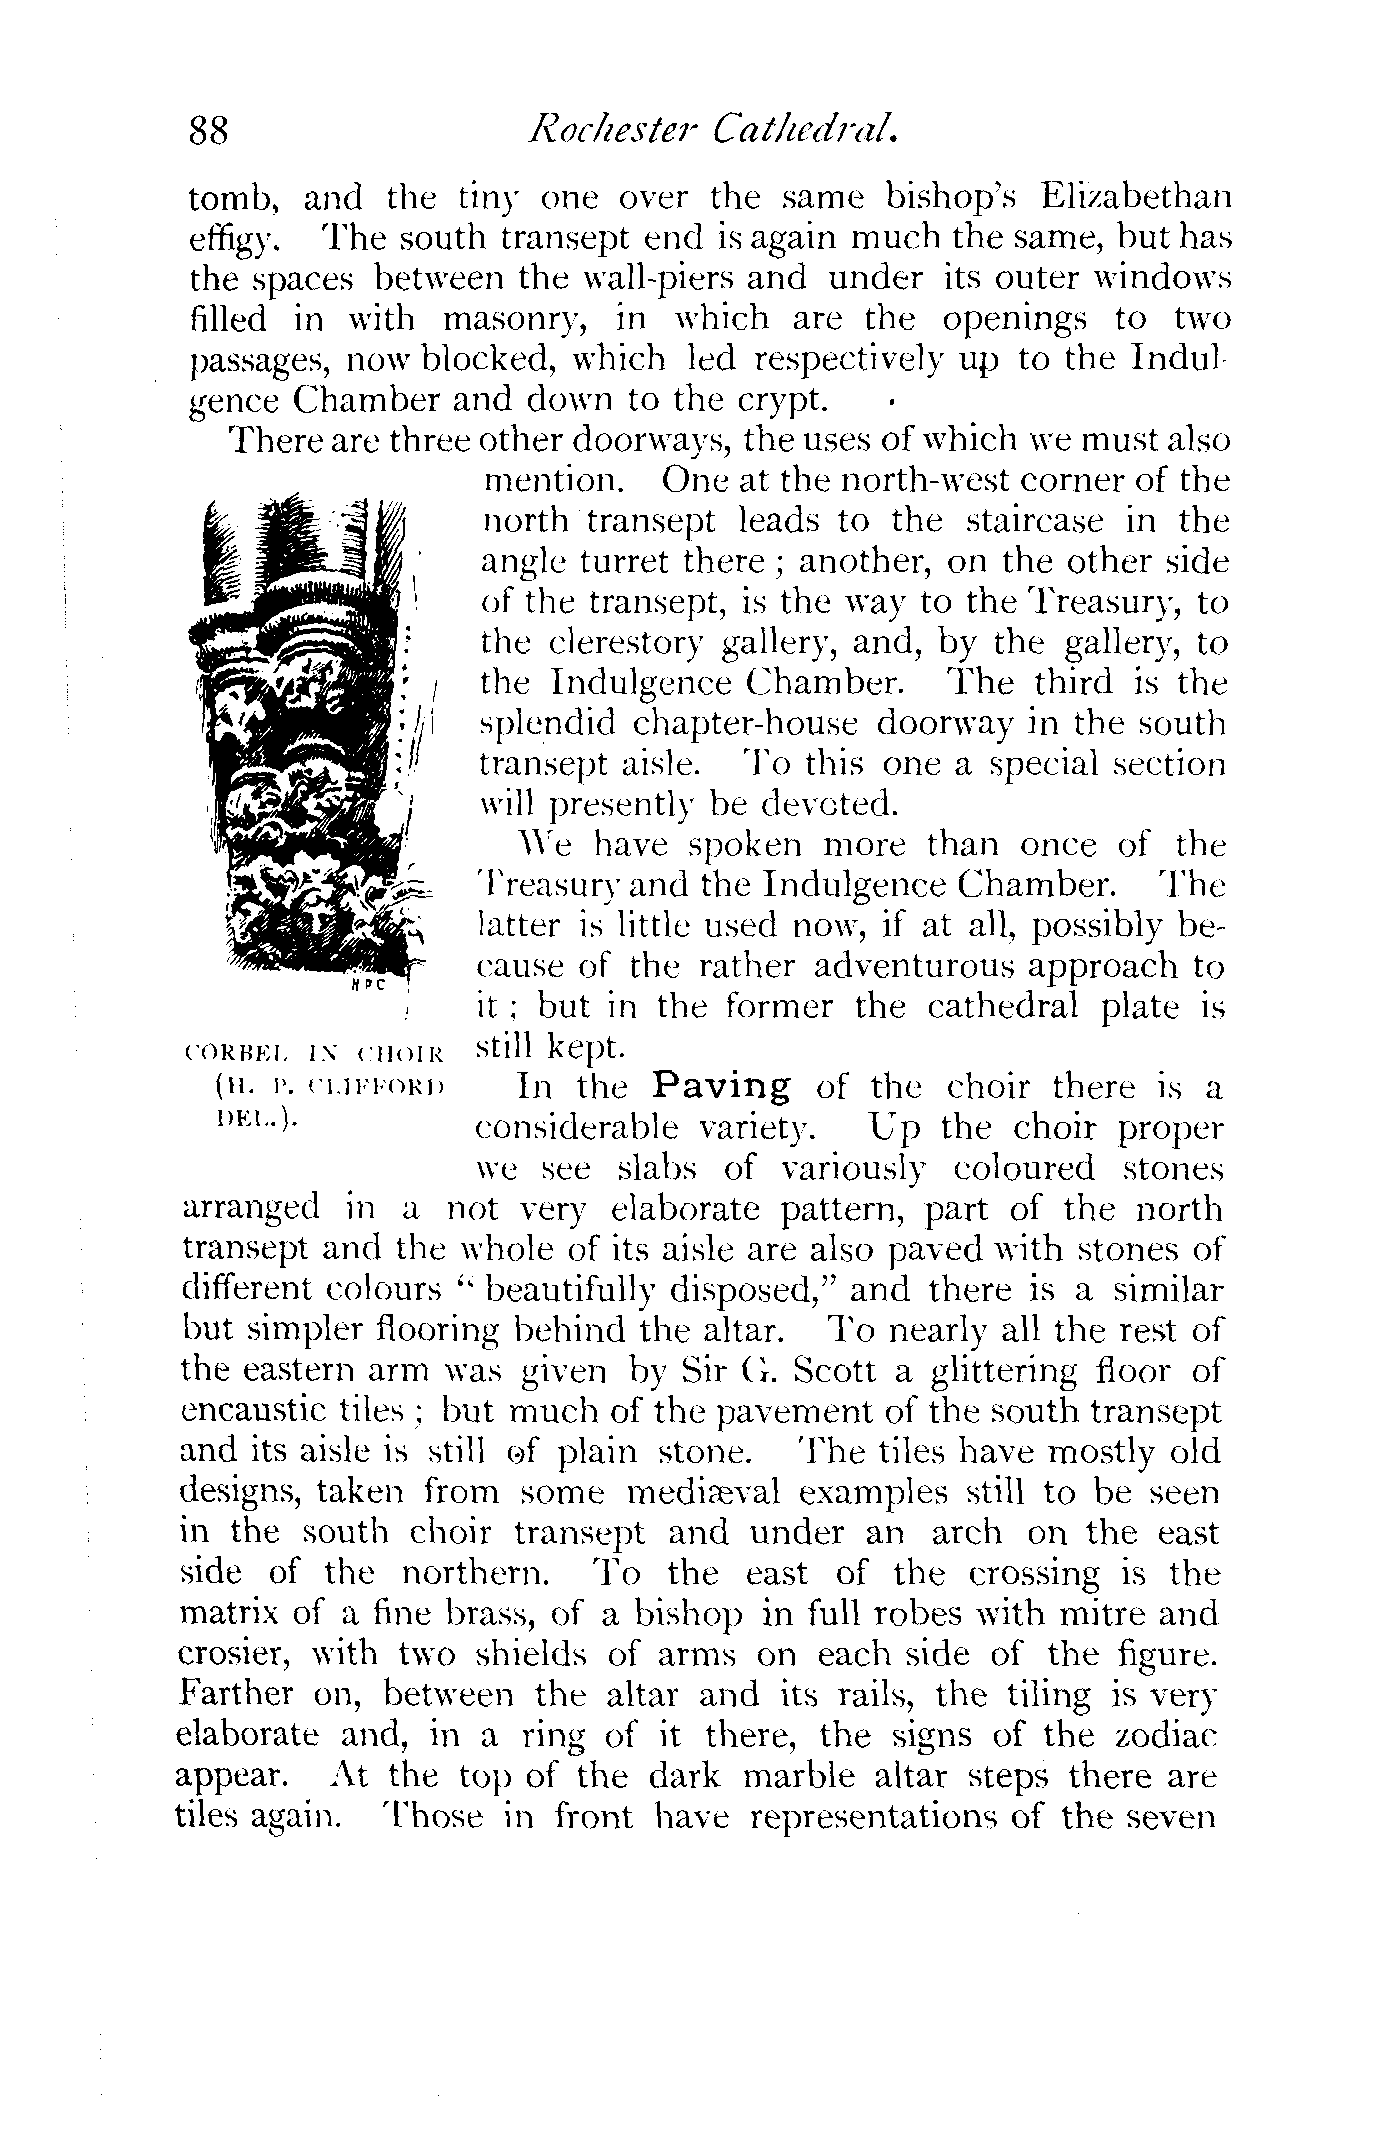 88 Rochester Cathedral.
tomb, and the tiny one over the same bishop's Elizabethan
effigy. The south transept end is again much the same, but has
the spaces between the wall-piers and under its outer windows
filled in with masonry, in which are the openings to two
passages, now blocked, which led respectively up to the Indul-
gence Chamber and down to the crypt.
There are three other doorways, the uses of which we must also
mention. One at the north-west corner of the
north transept leads to the staircase in the
angle turret there ; another, on the other side
of the transept, is the way to the Treasury, to
the clerestory gallery, and, by the gallery, to
the Indulgence Chamber. The third is the
splendid chapter-house doorway in the south
transept aisle. To this one a special section
will presently be devoted.
We have spoken more than once of the
Treasury and the Indulgence Chamber. The
latter is little used now, if at all, possibly be-
cause of the rather adventurous approach to
it ; but in the former the cathedral plate is
still kept.
HPC
CORBEL IN CHOIR
(H. P. CLIFFORD
DEL.).
In the Paving of the choir there is a
considerable variety. Up the choir proper
we see slabs of variously coloured stones
arranged in a not very elaborate pattern, part of the north
transept and the whole of its aisle are also paved with stones of
different colours “ beautifully disposed,” and there is a similar
but simpler flooring behind the altar. To nearly all the rest of
the eastern arm was given by Sir G. Scott a glittering floor of
encaustic tiles ; but much of the pavement of the south transept
and its aisle is still of plain stone. The tiles have mostly old
designs, taken from some mediæval examples still to be seen
in the south choir transept and under an arch on the east
side of the northern. To the east of the crossing is the
matrix of a fine brass, of a bishop in full robes with mitre and
crosier, with two shields of arms on each side of the figure.
Farther on, between the altar and its rails, the tiling is very
elaborate and, in a ring of it there, the signs of the zodiac
appear. At the top of the dark marble altar steps there are
tiles again. Those in front have representations of the seven